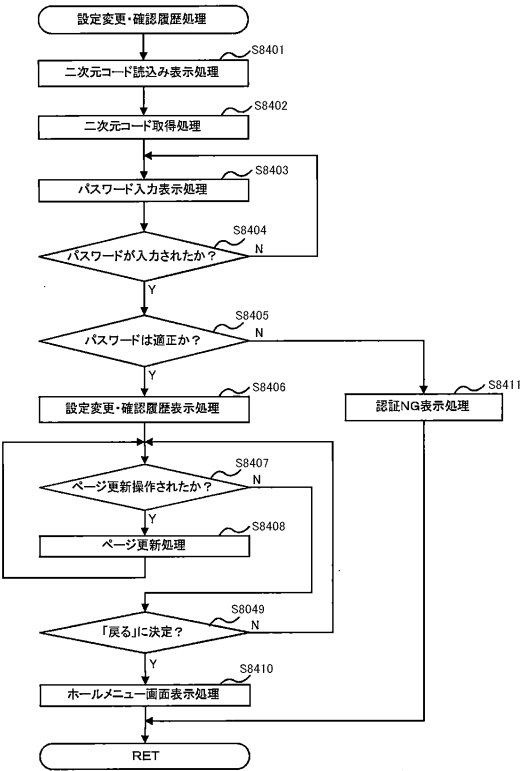 設定変更・確認履歴処理
S8401
二次元コード読込み表示処理
S8402
二次元コード取得処理
S8403
パスワード入力表示処理
S8404
パスワードが入力されたか？
N
Y
S8405
パスワードは適正か？
N
Y
S8406
設定変更・確認履歴表示処理
S8411
認証NG表示処理
S8407
ページ更新操作されたか？
N
Y
S8408
ページ更新処理
S8049
「戻る」に決定？
N
Y
S8410
ホールメニュー画面表示処理
RET